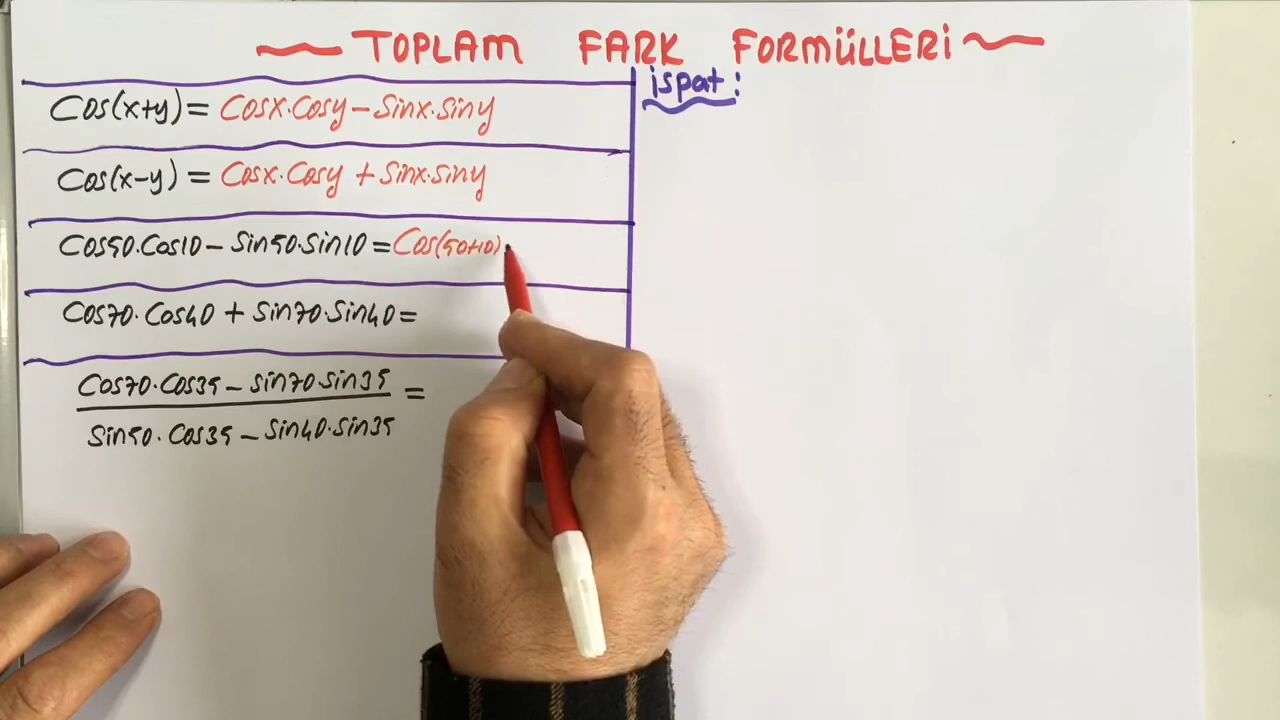 TOPLAM FARK FORMÜLLERİ
Cos(x+y) = Cosx.Cosy - Sinx.siny
Cos(x-y) = Cosx.Cosy + Sinx.siny
Cos50.Cos10 - Sin50.Sin10 = Cos(50+10)
Cos70.Cos40 + Sin70.Sin40 =
Cos70.Cos35 - Sin70.Sin35 =
Sin50.Cos35 - Sin40.Sin35
ispat: